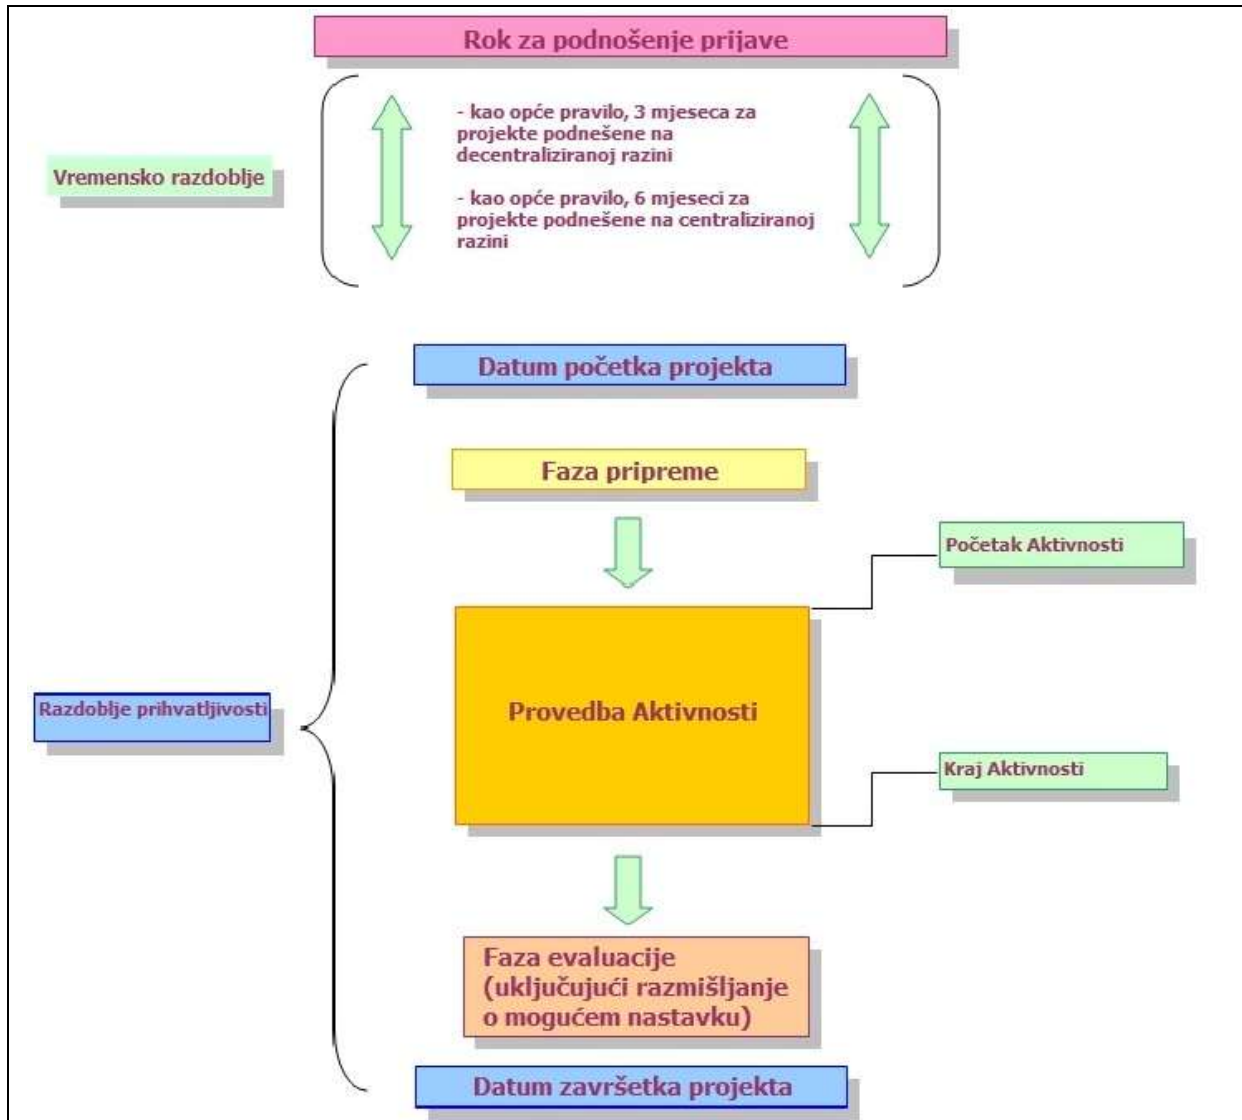 Rok za podnošenje prijave
Vremensko razdoblje
- kao opće pravilo, 3 mjeseca za
projekte podnešene na
decentraliziranoj razini
- kao opće pravilo, 6 mjeseci za
projekte podnešene na centraliziranoj
razini
Datum početka projekta
Faza pripreme
Početak Aktivnosti
Razdoblje prihvatljivosti
Provedba Aktivnosti
Kraj Aktivnosti
Faza evaluacije
(uključujući razmišljanje
o mogućem nastavku)
Datum završetka projekta